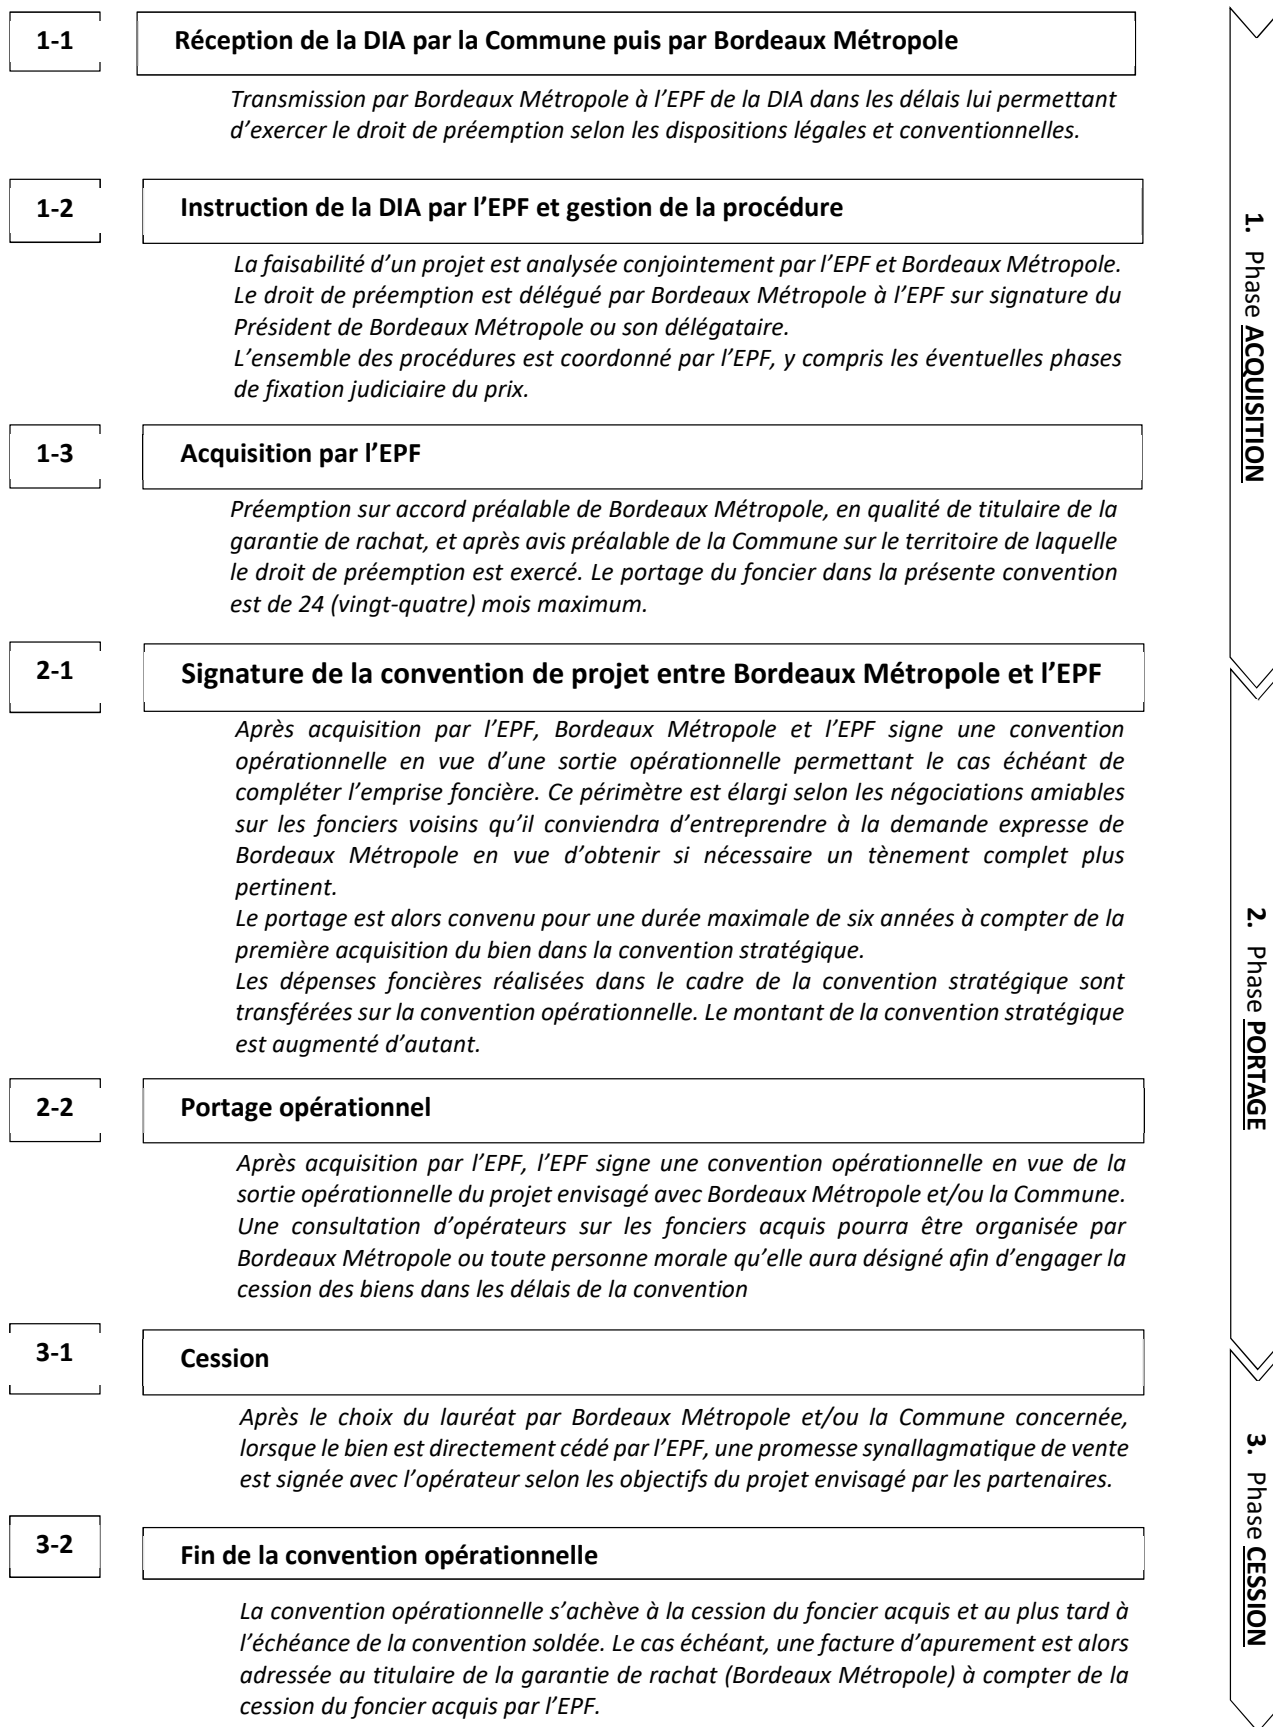 1-1
Réception de la DIA par la Commune puis par Bordeaux Métropole
Transmission par Bordeaux Métropole à l’EPF de la DIA dans les délais lui permettant
d’exercer le droit de préemption selon les dispositions légales et conventionnelles.
1-2
Instruction de la DIA par l’EPF et gestion de la procédure
La faisabilité d’un projet est analysée conjointement par l’EPF et Bordeaux Métropole.
Le droit de préemption est délégué par Bordeaux Métropole à l’EPF sur signature du
Président de Bordeaux Métropole ou son délégataire.
L’ensemble des procédures est coordonné par l’EPF, y compris les éventuelles phases
de fixation judiciaire du prix.
1-3
Acquisition par l’EPF
Préemption sur accord préalable de Bordeaux Métropole, en qualité de titulaire de la
garantie de rachat, et après avis préalable de la Commune sur le territoire de laquelle
le droit de préemption est exercé. Le portage du foncier dans la présente convention
est de 24 (vingt-quatre) mois maximum.
1. Phase ACQUISITION
2-1
Signature de la convention de projet entre Bordeaux Métropole et l’EPF
Après acquisition par l’EPF, Bordeaux Métropole et l’EPF signe une convention
opérationnelle en vue d’une sortie opérationnelle permettant le cas échéant de
compléter l’emprise foncière. Ce périmètre est élargi selon les négociations amiables
sur les fonciers voisins qu’il conviendra d’entreprendre à la demande expresse de
Bordeaux Métropole en vue d’obtenir si nécessaire un tènement complet plus
pertinent.
Le portage est alors convenu pour une durée maximale de six années à compter de la
première acquisition du bien dans la convention stratégique.
Les dépenses foncières réalisées dans le cadre de la convention stratégique sont
transférées sur la convention opérationnelle. Le montant de la convention stratégique
est augmenté d’autant.
2-2
Portage opérationnel
Après acquisition par l’EPF, l’EPF signe une convention opérationnelle en vue de la
sortie opérationnelle du projet envisagé avec Bordeaux Métropole et/ou la Commune.
Une consultation d’opérateurs sur les fonciers acquis pourra être organisée par
Bordeaux Métropole ou toute personne morale qu’elle aura désigné afin d’engager la
cession des biens dans les délais de la convention
2. Phase PORTAGE
3-1
Cession
Après le choix du lauréat par Bordeaux Métropole et/ou la Commune concernée,
lorsque le bien est directement cédé par l’EPF, une promesse synallagmatique de vente
est signée avec l’opérateur selon les objectifs du projet envisagé par les partenaires.
3-2
Fin de la convention opérationnelle
La convention opérationnelle s’achève à la cession du foncier acquis et au plus tard à
l’échéance de la convention soldée. Le cas échéant, une facture d’apurement est alors
adressée au titulaire de la garantie de rachat (Bordeaux Métropole) à compter de la
cession du foncier acquis par l’EPF.
3. Phase CESSION